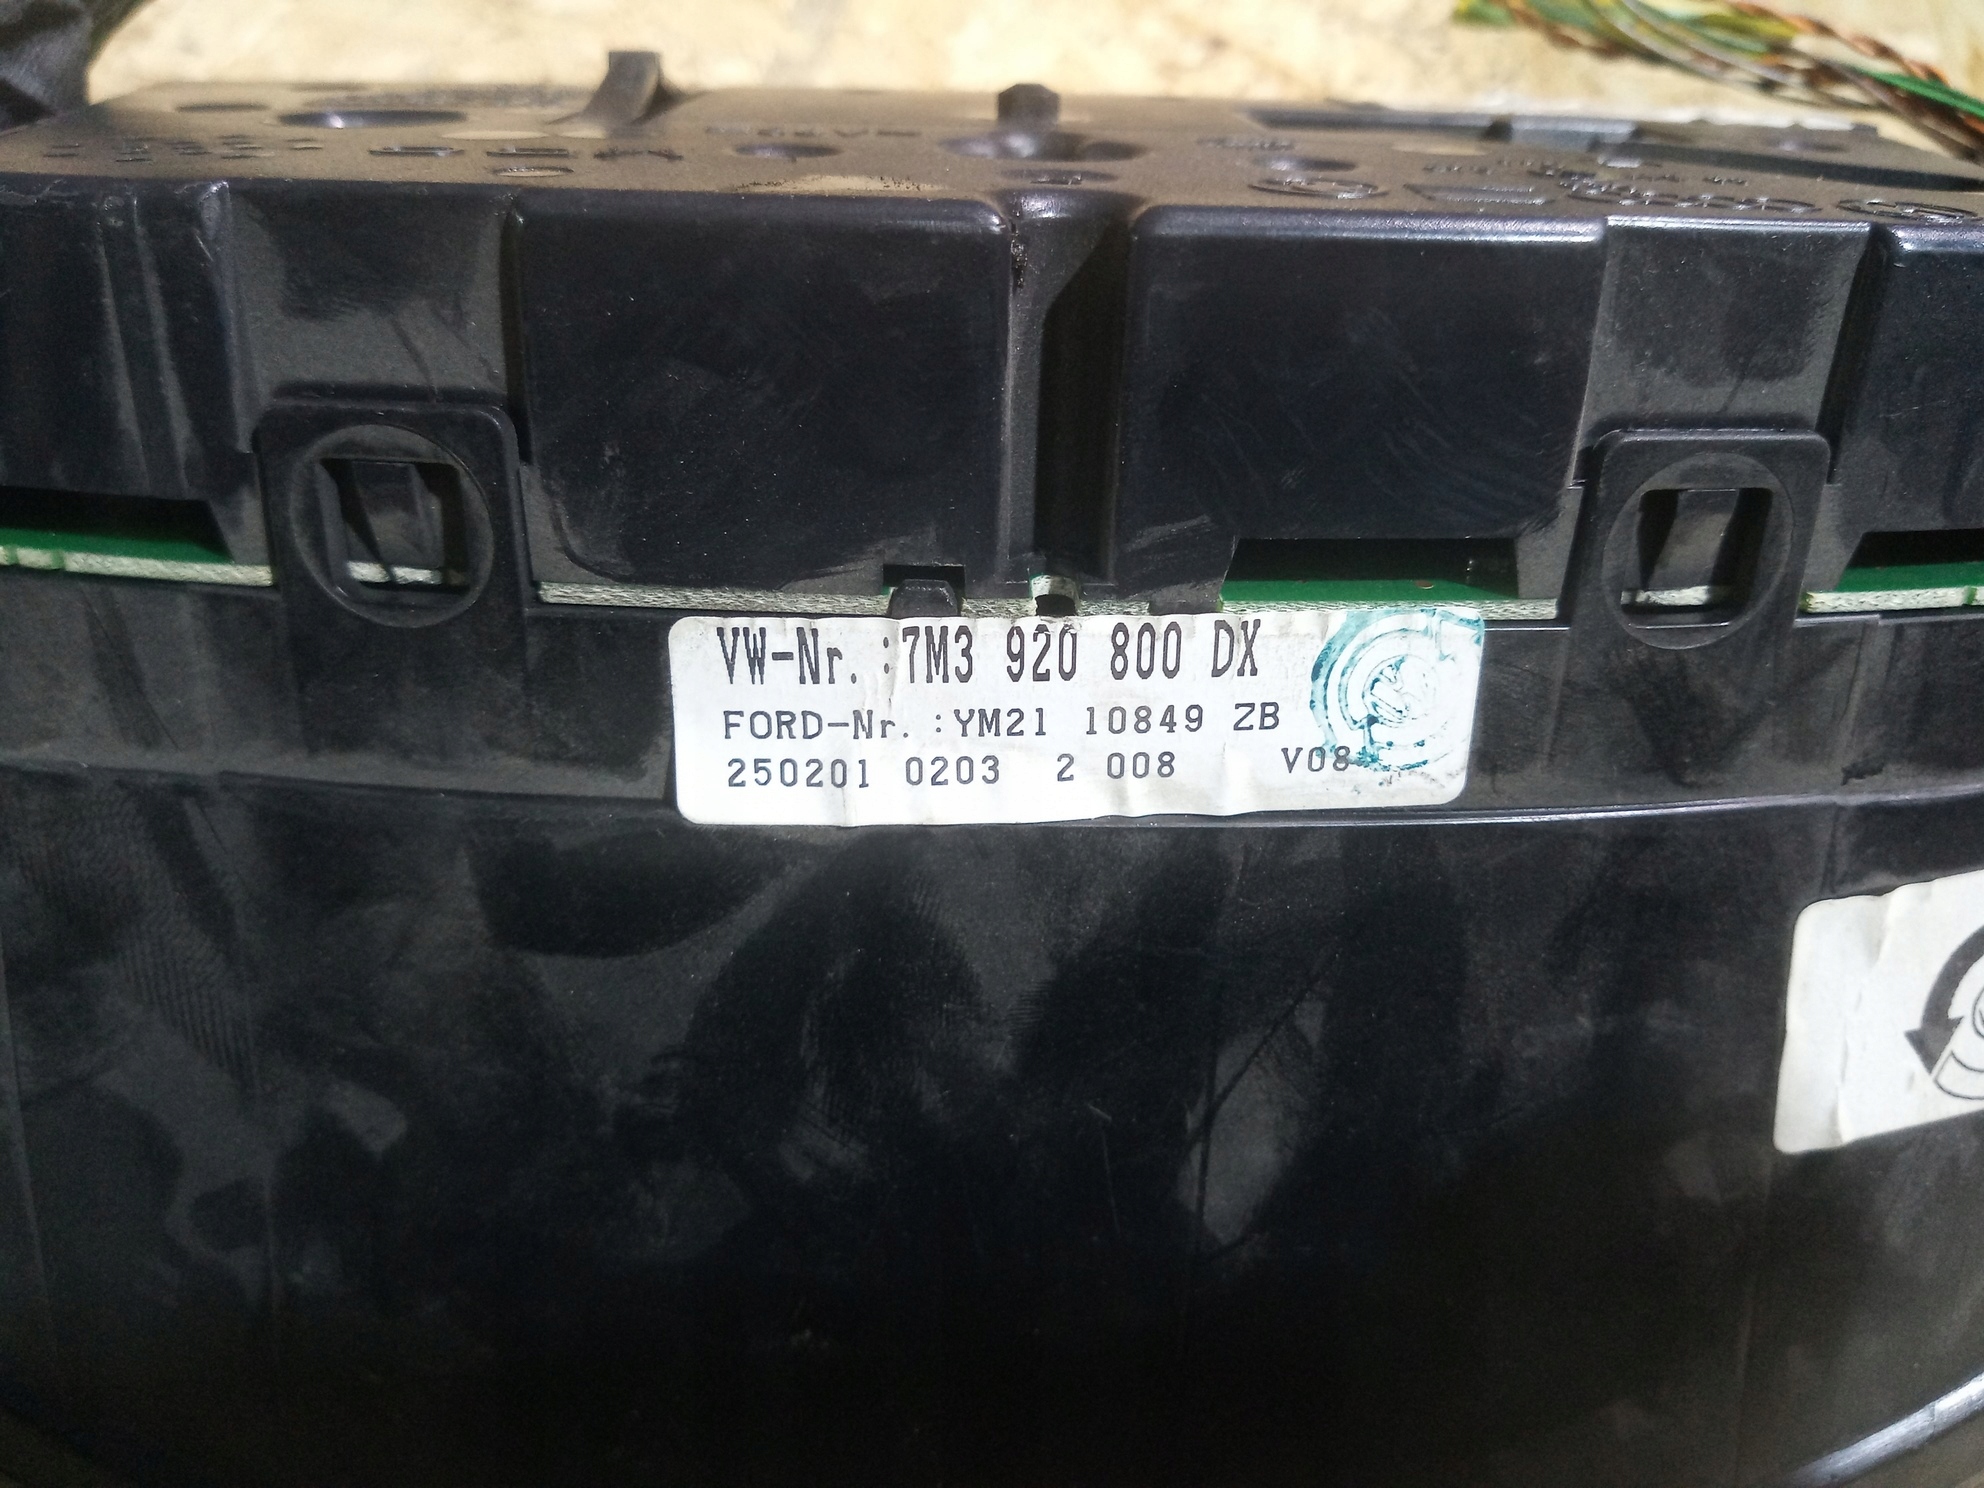 VW-Nr. :7M3 920 800 DX
FORD-Nr. :YM21 10849 ZB
250201 0203 2 008 V08